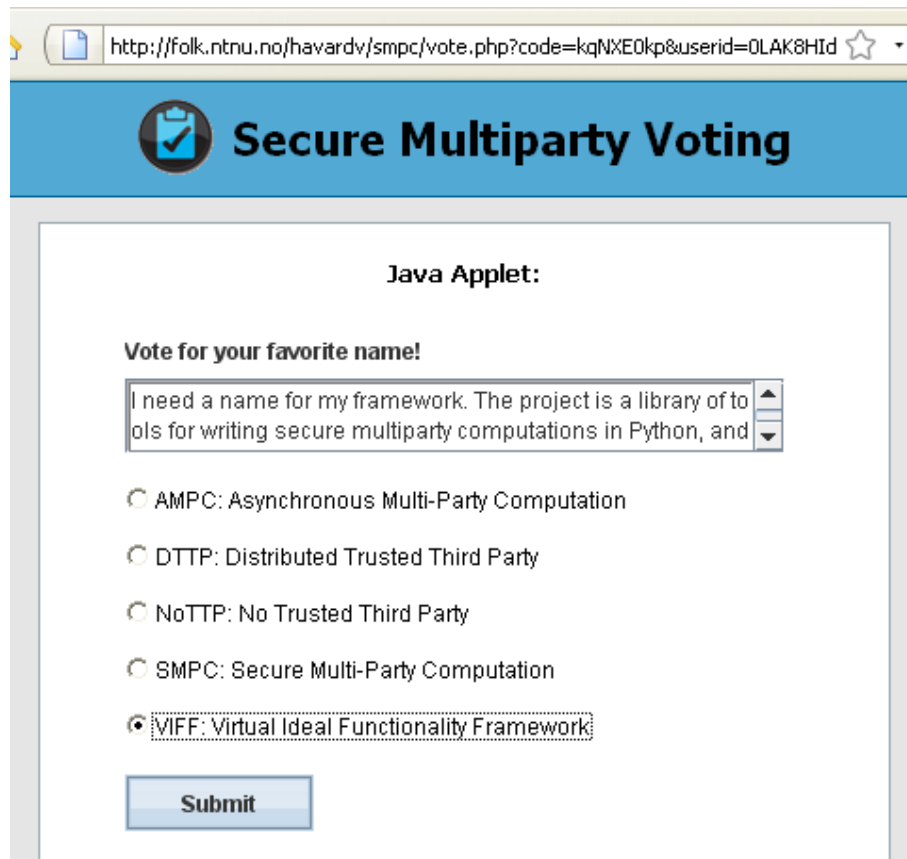 http://folk.ntnu.no/havardv/smpc/vote.php?code=kqNXE0kp&userid=0LAK8HId
Secure Multiparty Voting
Java Applet:
Vote for your favorite name!
I need a name for my framework. The project is a library of to
ols for writing secure multiparty computations in Python, and
AMPC: Asynchronous Multi-Party Computation
DTTP: Distributed Trusted Third Party
NoTTP: No Trusted Third Party
SMPC: Secure Multi-Party Computation
VIFF: Virtual Ideal Functionality Framework
Submit